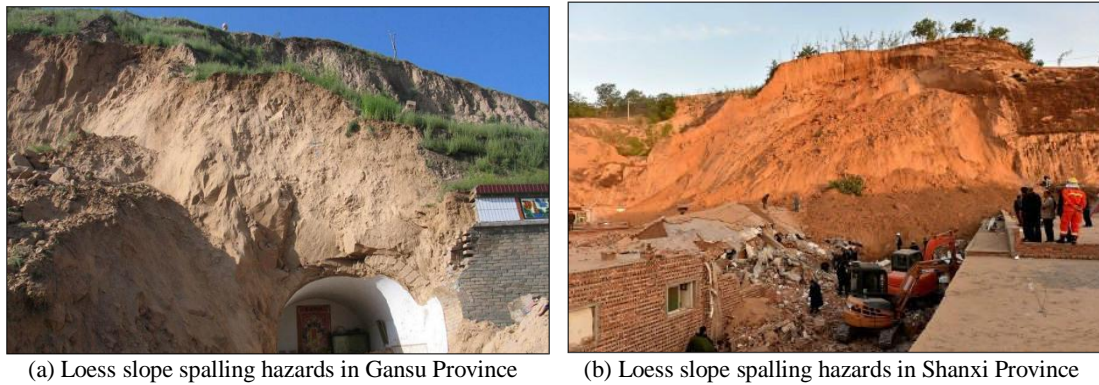 (a) Loess slope spalling hazards in Gansu Province
(b) Loess slope spalling hazards in Shanxi Province